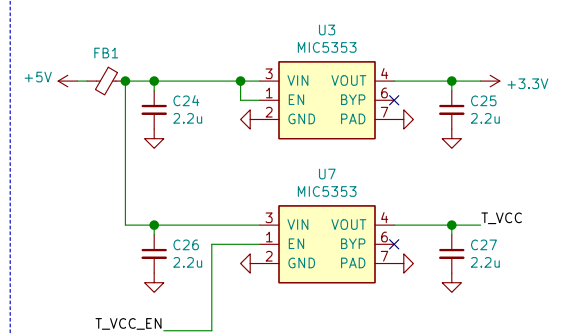 U3
MIC5353
FB1
+5V
3 VIN VOUT 4
+3.3V
1 EN BYP 6
C24
2.2u
2 GND PAD 7
C25
2.2u
U7
MIC5353
3 VIN VOUT 4
T_VCC
1 EN BYP 6
C26
2.2u
2 GND PAD 7
C27
2.2u
T_VCC_EN